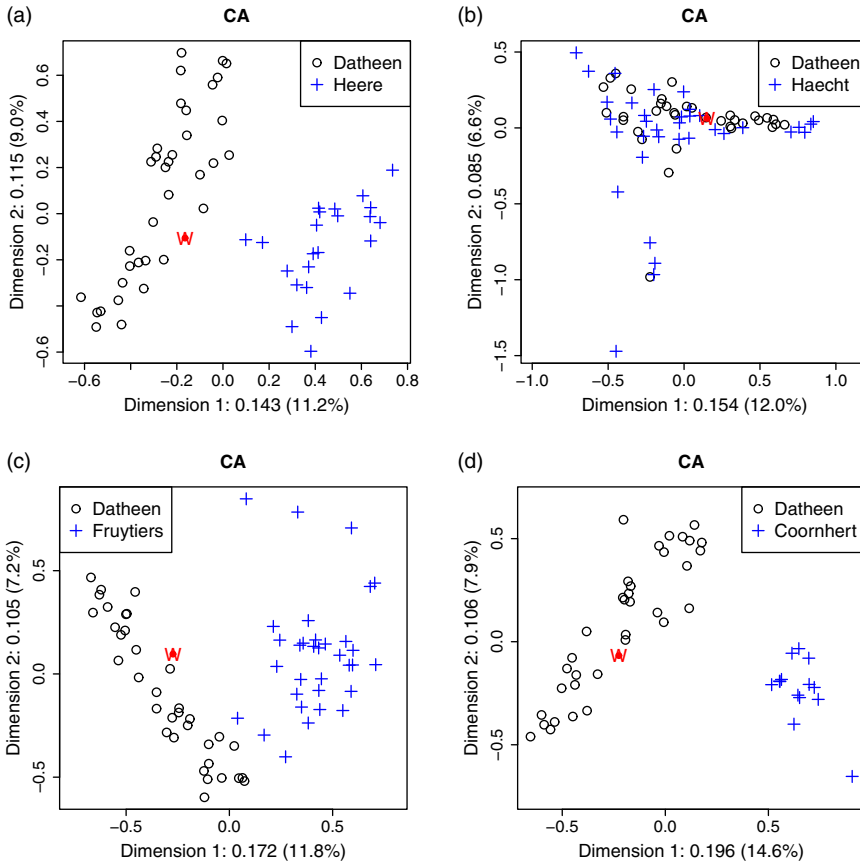 (a)
CA
Datheen
Heere
W
Dimension 2: 0.115 (9.0%)
0.6
0.4
0.2
0.0
−0.2
−0.6
−0.6
−0.2
0.0
0.2
0.4
0.6
0.8
Dimension 1: 0.143 (11.2%)
(b)
CA
Datheen
Haecht
W
Dimension 2: 0.085 (6.6%)
0.5
0.0
−0.5
−1.0
−1.5
−1.0
−0.5
0.0
0.5
1.0
Dimension 1: 0.154 (12.0%)
(c)
CA
Datheen
Fruytiers
W
Dimension 2: 0.105 (7.2%)
0.5
0.0
−0.5
−0.5
0.0
0.5
Dimension 1: 0.172 (11.8%)
(d)
CA
Datheen
Coornhert
W
Dimension 2: 0.106 (7.9%)
0.5
0.0
−0.5
−0.5
0.0
0.5
Dimension 1: 0.196 (14.6%)